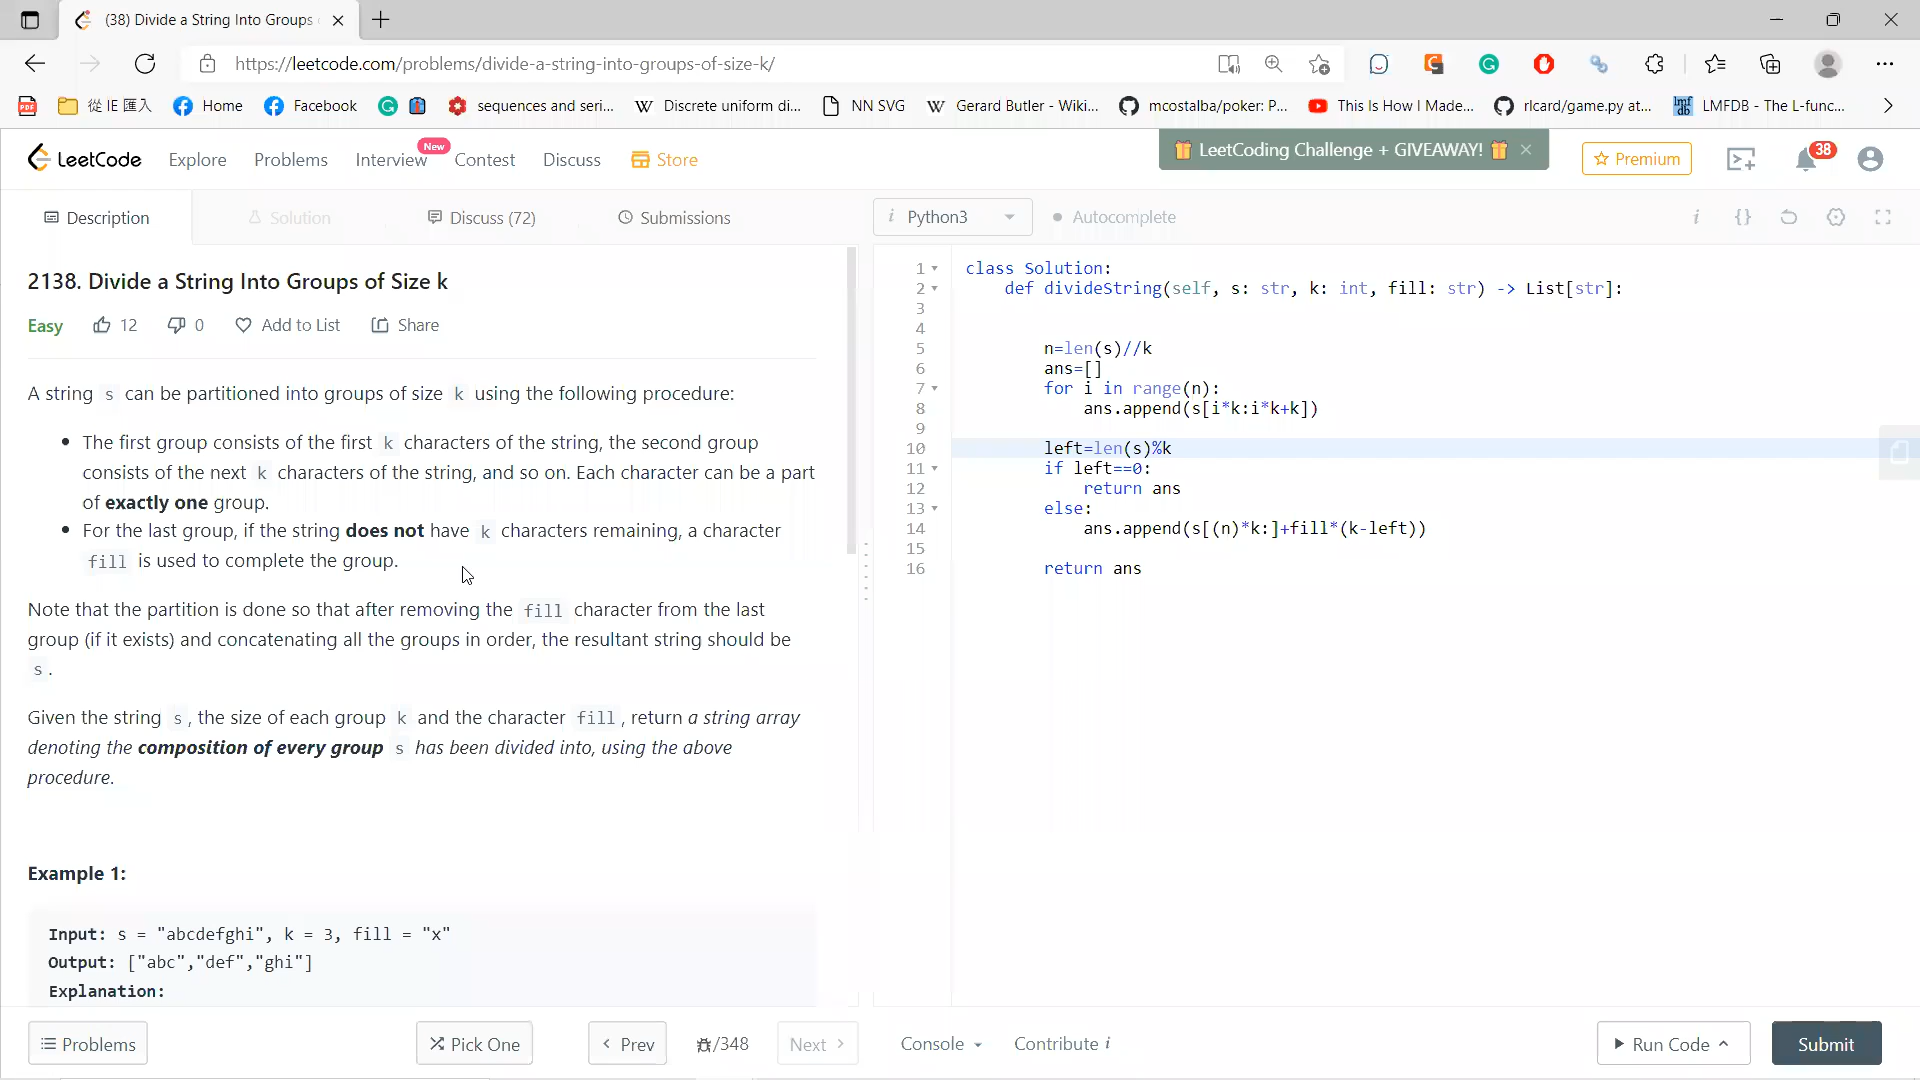 (38) Divide a String Into Groups
https://leetcode.com/problems/divide-a-string-into-groups-of-size-k/
PDF
從 IE 匯入
Home
Facebook
sequences and seri...
Discrete uniform di...
NN SVG
Gerard Butler - Wiki...
mcostalba/poker: P...
This Is How I Made...
rlcard/game.py at...
LMFDB - The L-func...
LeetCode
Explore
Problems
Interview
New
Contest
Discuss
Store
LeetCoding Challenge + GIVEAWAY!
Premium
38
Description
Solution
Discuss (72)
Submissions
i Python3
Autocomplete
i
{}
2138. Divide a String Into Groups of Size k
Easy
12
0
Add to List
Share
A string s can be partitioned into groups of size k using the following procedure:
• The first group consists of the first k characters of the string, the second group
consists of the next k characters of the string, and so on. Each character can be a part
of exactly one group.
• For the last group, if the string does not have k characters remaining, a character
fill is used to complete the group.
Note that the partition is done so that after removing the fill character from the last
group (if it exists) and concatenating all the groups in order, the resultant string should be
s.
Given the string s, the size of each group k and the character fill, return a string array
denoting the composition of every group s has been divided into, using the above
procedure.
Example 1:
Input: s = "abcdefghi", k = 3, fill = "x"
Output: ["abc","def","ghi"]
Explanation:
1 class Solution:
2 def divideString(self, s: str, k: int, fill: str) -> List[str]:
3
4
5 n=len(s)//k
6 ans=[]
7 for i in range(n):
8 ans.append(s[i*k:i*k+k])
9
10 left=len(s)%k
11 if left==0:
12 return ans
13 else:
14 ans.append(s[(n)*k:]+fill*(k-left))
15
16 return ans
Problems
Pick One
Prev
/348
Next
Console
Contribute i
Run Code
Submit